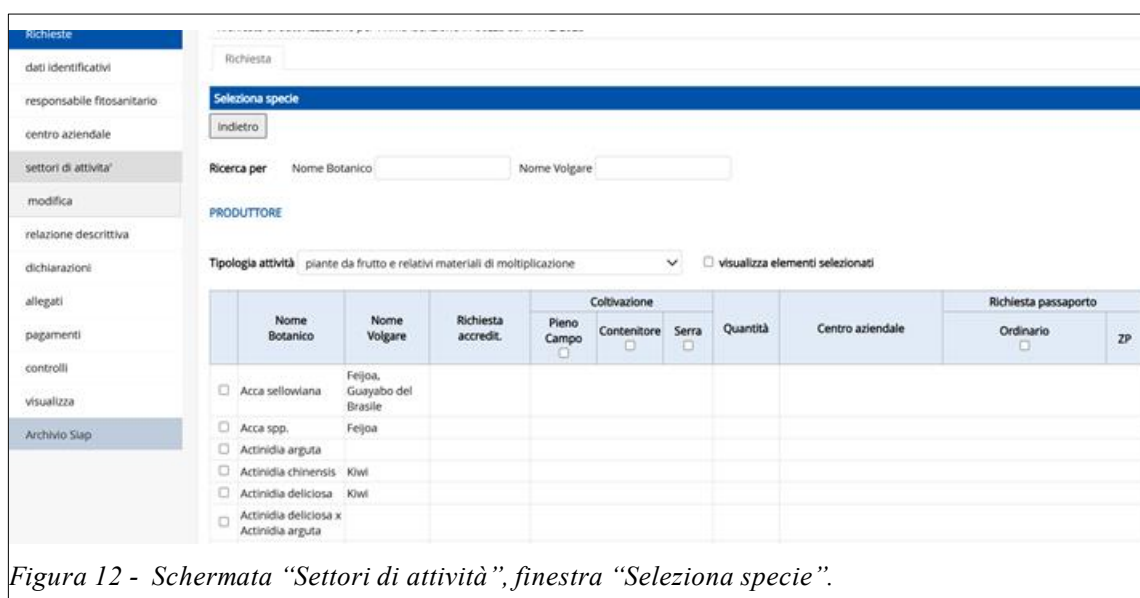 Richieste
dati identificativi
responsabile fitosanitario
centro aziendale
settori di attivita'
modifica
relazione descrittiva
dichiarazioni
allegati
pagamenti
controlli
visualizza
Archivio Siap
Richiesta
Seleziona specie
Indietro
Ricerca per Nome Botanico Nome Volgare
PRODUTTORE
Tipologia attività piante da frutto e relativi materiali di moltiplicazione visualizza elementi selezionati
Coltivazione Richiesta passaporto
Nome Botanico
Nome Volgare
Richiesta accredit.
Pieno Campo
Contenitore
Serra
Quantità
Centro aziendale
Ordinario
ZP
Acca sellowiana
Feijoa,
Guayabo del
Brasile
Acca spp. Feijoa
Actinidia arguta
Actinidia chinensis Kiwi
Actinidia deliciosa Kiwi
Actinidia deliciosa x
Actinidia arguta
Figura 12 - Schermata “Settori di attività”, finestra “Seleziona specie”.